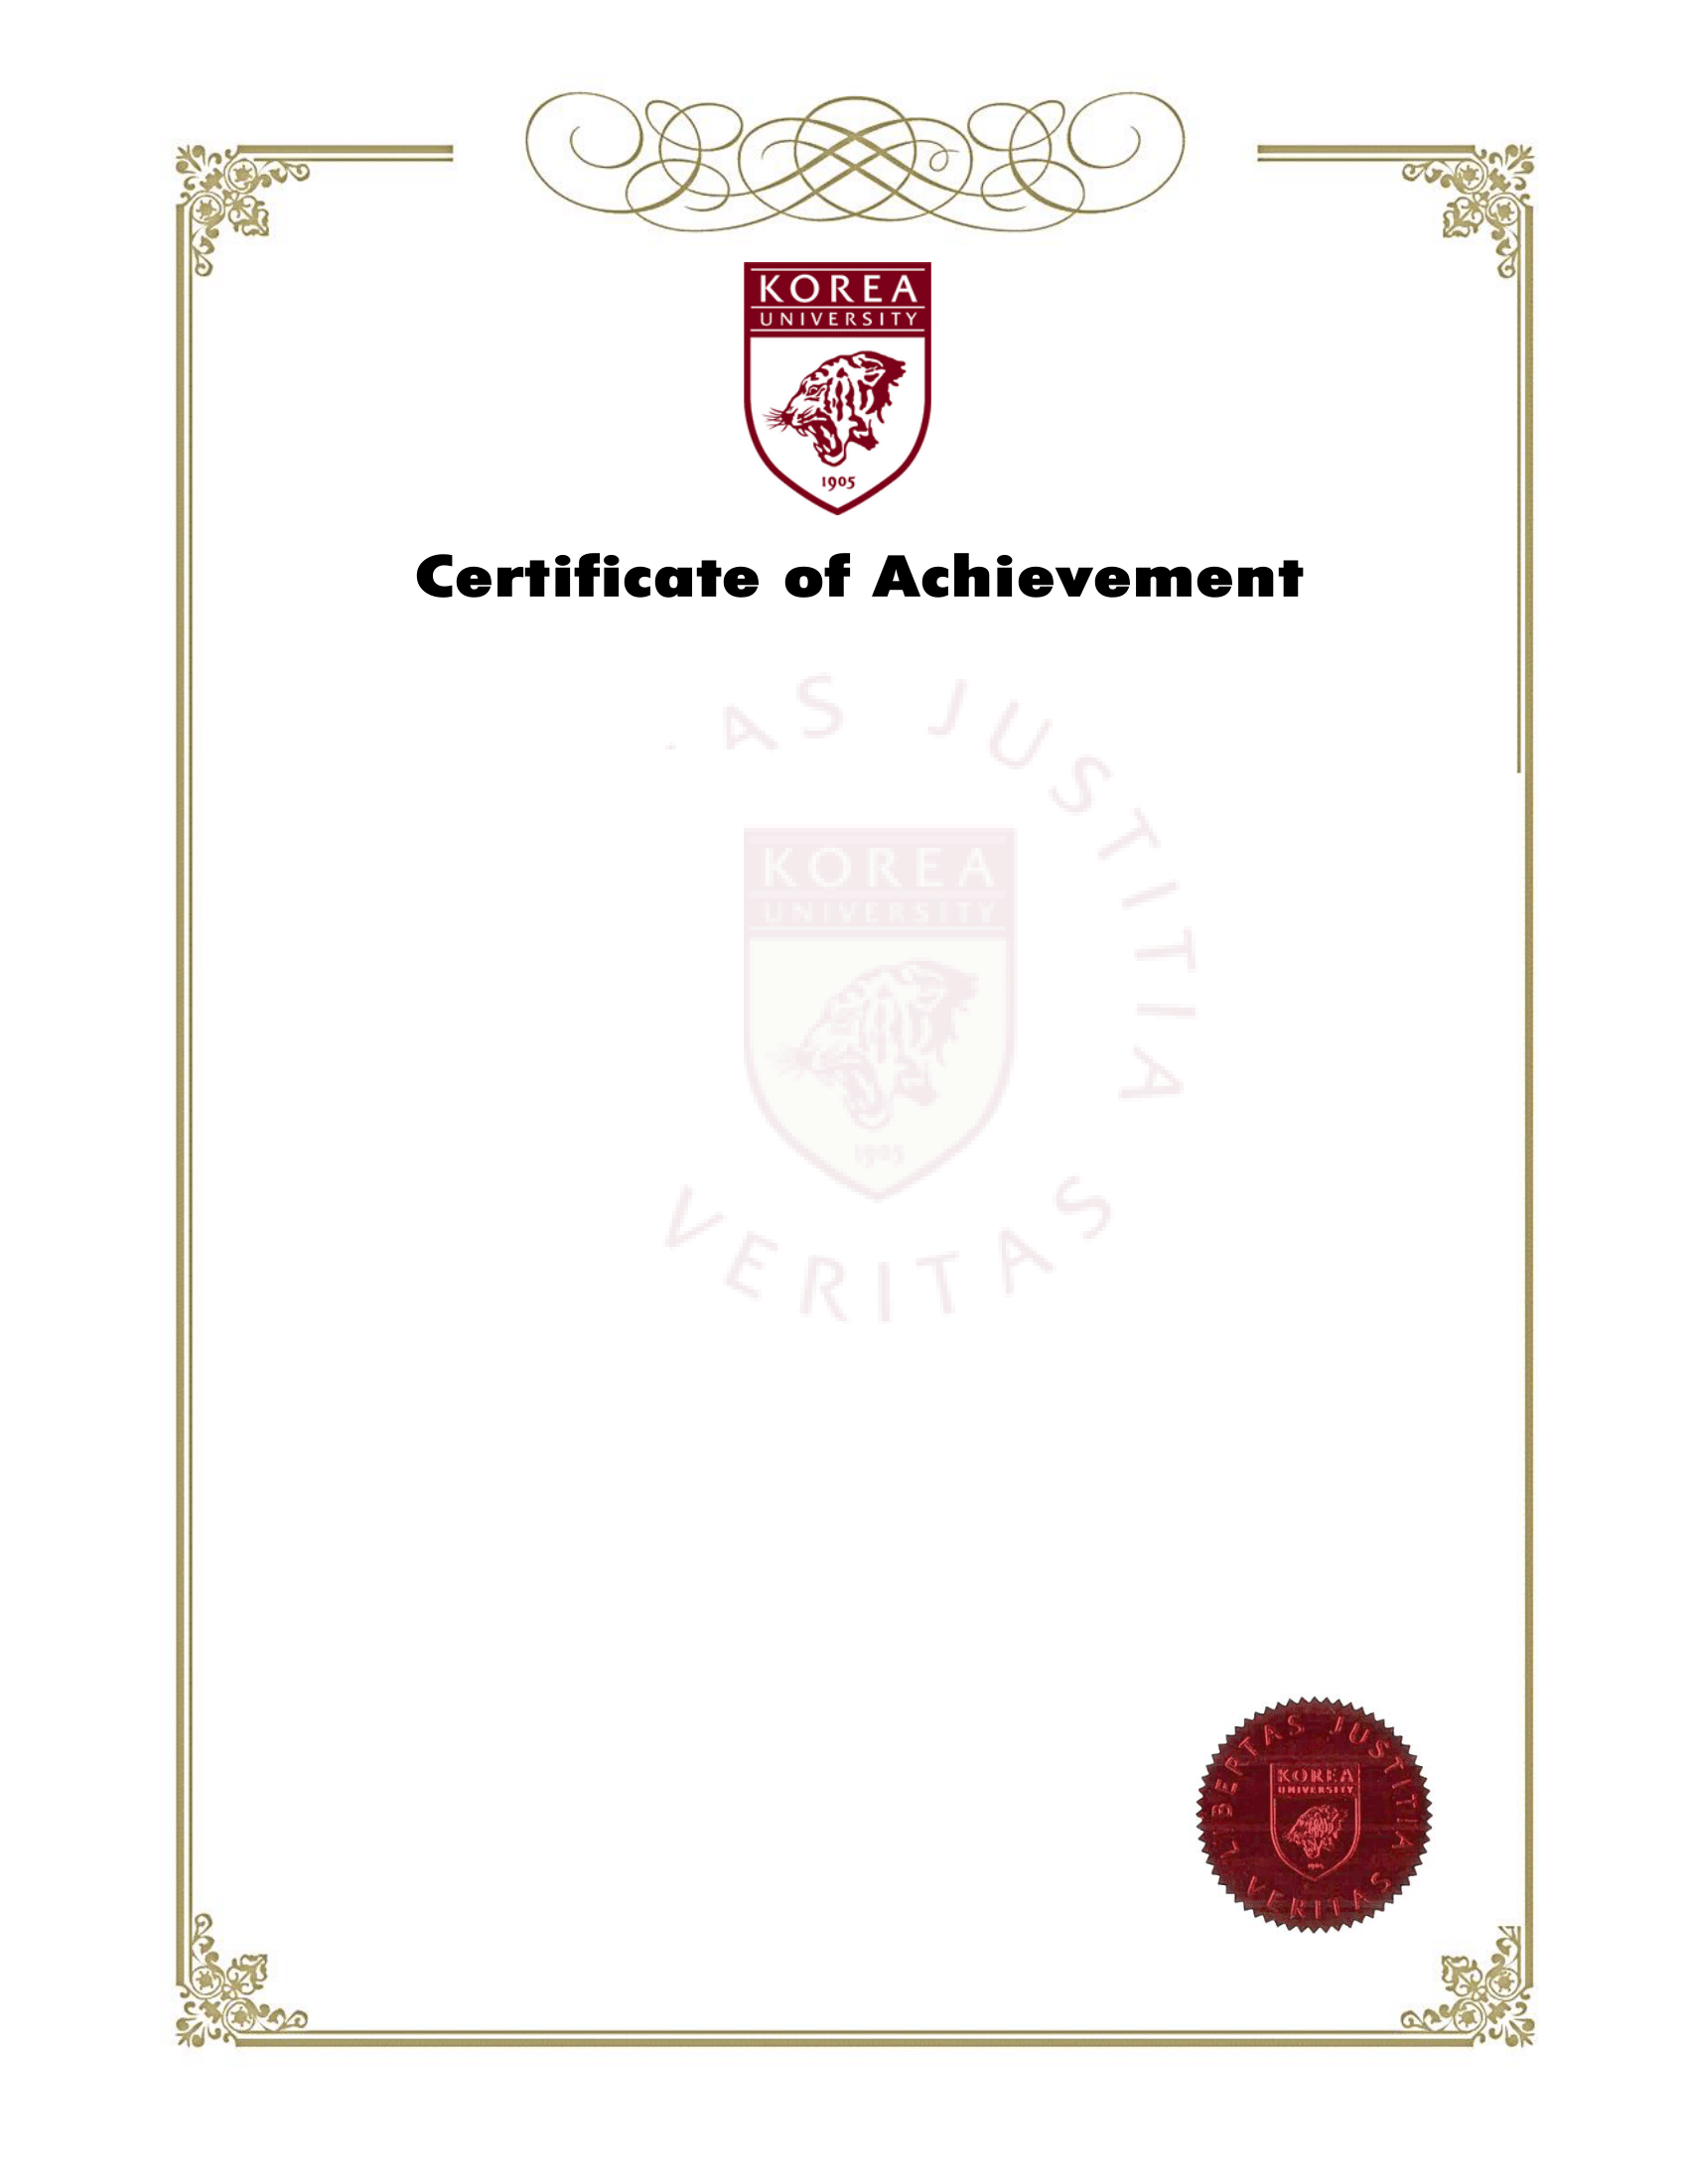 KOREA
UNIVERSITY
1905
Certificate of Achievement
AS JUSTITIA
KOREA
UNIVERSITY
1905
VERITAS
LIBERTAS JUSTITIA
KOREA
UNIVERSITY
1905
VERITAS